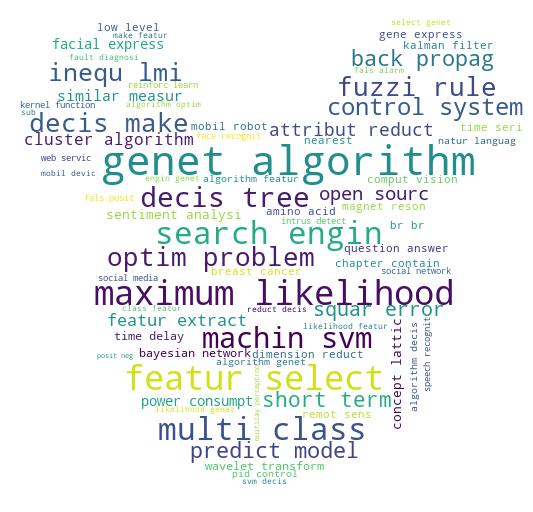 select genet
low level
make featur
gene express
facial express
kalman filter
fault diagnosi
back propag
inequ lmi
fals alarm
reinforc learn
fuzzi rule
similar measur
kernel function
algorithm optim
control system
sub
decis make
mobil robot
attribut reduct
time seri
cluster algorithm
face recognit
nearest
natur languag
web servic
genet algorithm
mobil devic
engin genet
algorithm featur
comput vision
fals posit
decis tree
open sourc
magnet reson
sentiment analysi
amino acid
intrus detect
br br
search engin
question answer
optim problem
chapter contain
breast cancer
social network
social media
maximum likelihood
class featur
reduct decis
squar error
featur extract
likelihood featur
time delay
machin svm
posit neg
bayesian network
dimension reduct
algorithm genet
concept lattic
algorithm decis
speech recognit
featur select
multilay perceptron
power consumpt
short term
likelihood genet
remot sens
multi class
predict model
wavelet transform
pid control
svm decis